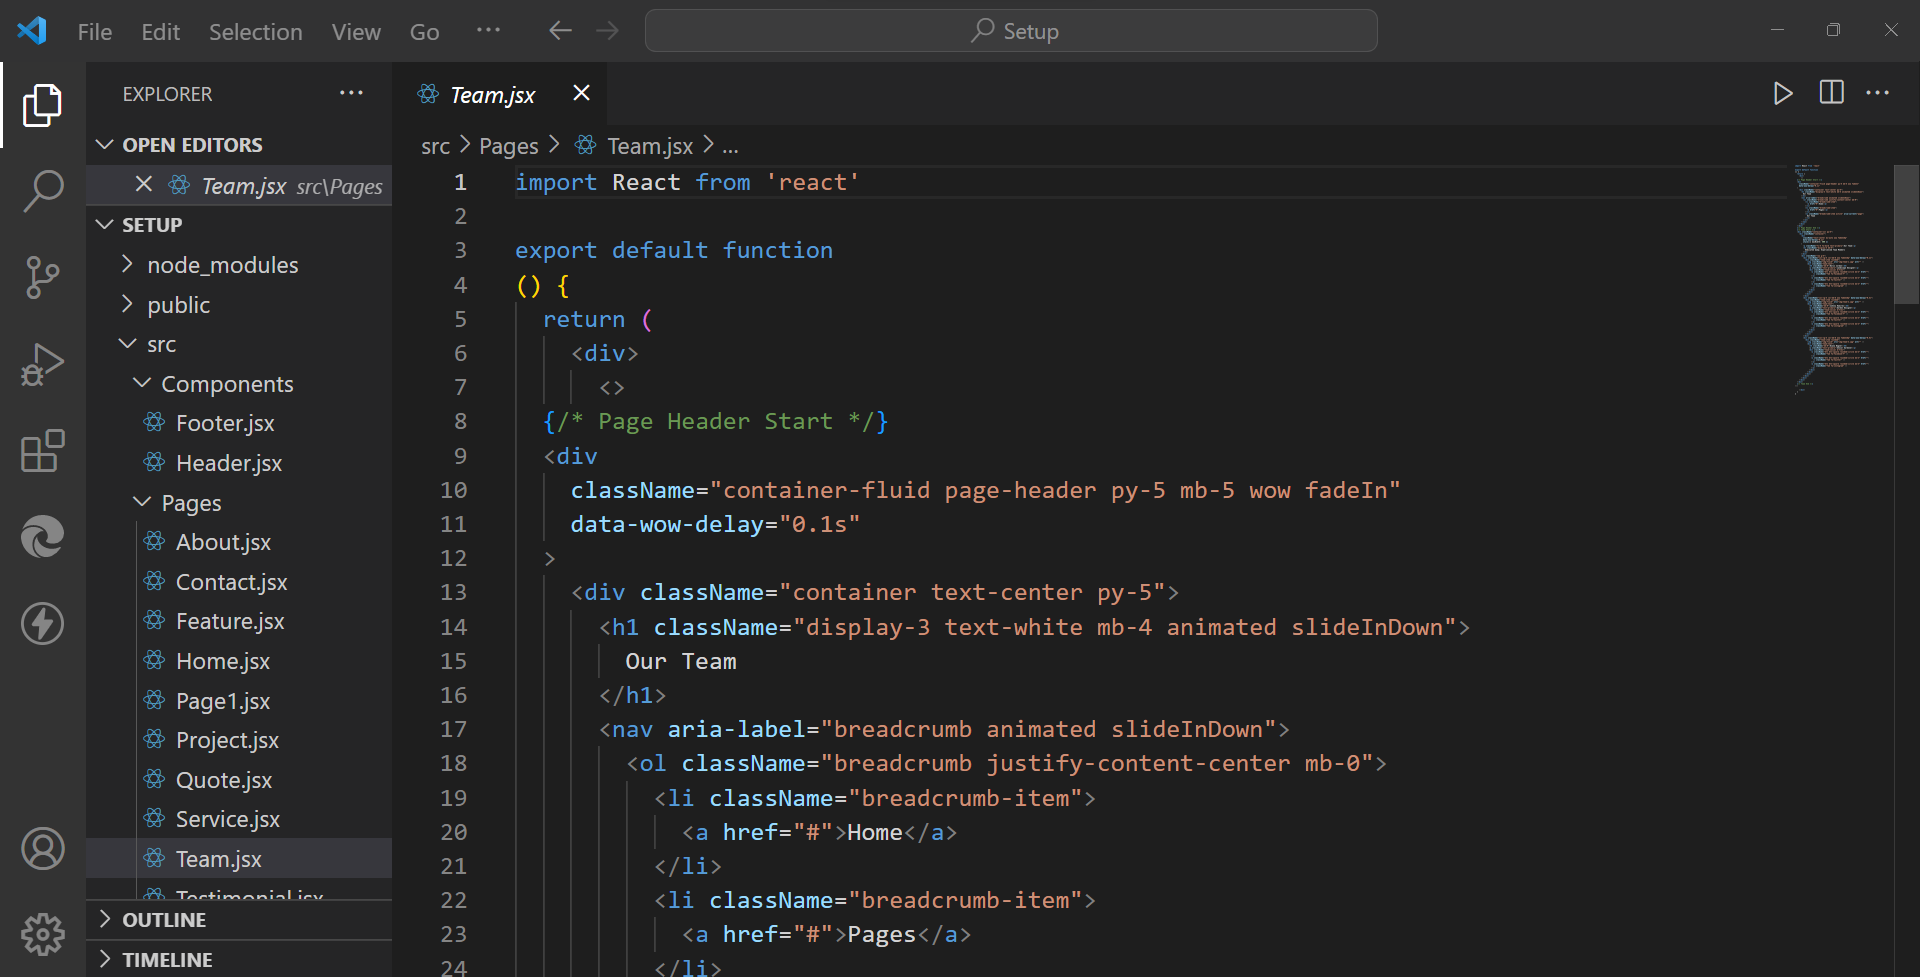 File Edit Selection View Go ···
Setup
EXPLORER ···
OPEN EDITORS
Team.jsx src\Pages
SETUP
node_modules
public
src
Components
Footer.jsx
Header.jsx
Pages
About.jsx
Contact.jsx
Feature.jsx
Home.jsx
Page1.jsx
Project.jsx
Quote.jsx
Service.jsx
Team.jsx
Testimonial.jsx
OUTLINE
TIMELINE
Team.jsx
src > Pages > Team.jsx > ...
1 import React from 'react'
2
3 export default function
4 () {
5 return (
6 <div>
7 <>
8 {/* Page Header Start */}
9 <div
10 className="container-fluid page-header py-5 mb-5 wow fadeIn"
11 data-wow-delay="0.1s"
12 >
13 <div className="container text-center py-5">
14 <h1 className="display-3 text-white mb-4 animated slideInDown">
15 Our Team
16 </h1>
17 <nav aria-label="breadcrumb animated slideInDown">
18 <ol className="breadcrumb justify-content-center mb-0">
19 <li className="breadcrumb-item">
20 <a href="#">Home</a>
21 </li>
22 <li className="breadcrumb-item">
23 <a href="#">Pages</a>
24 </li>